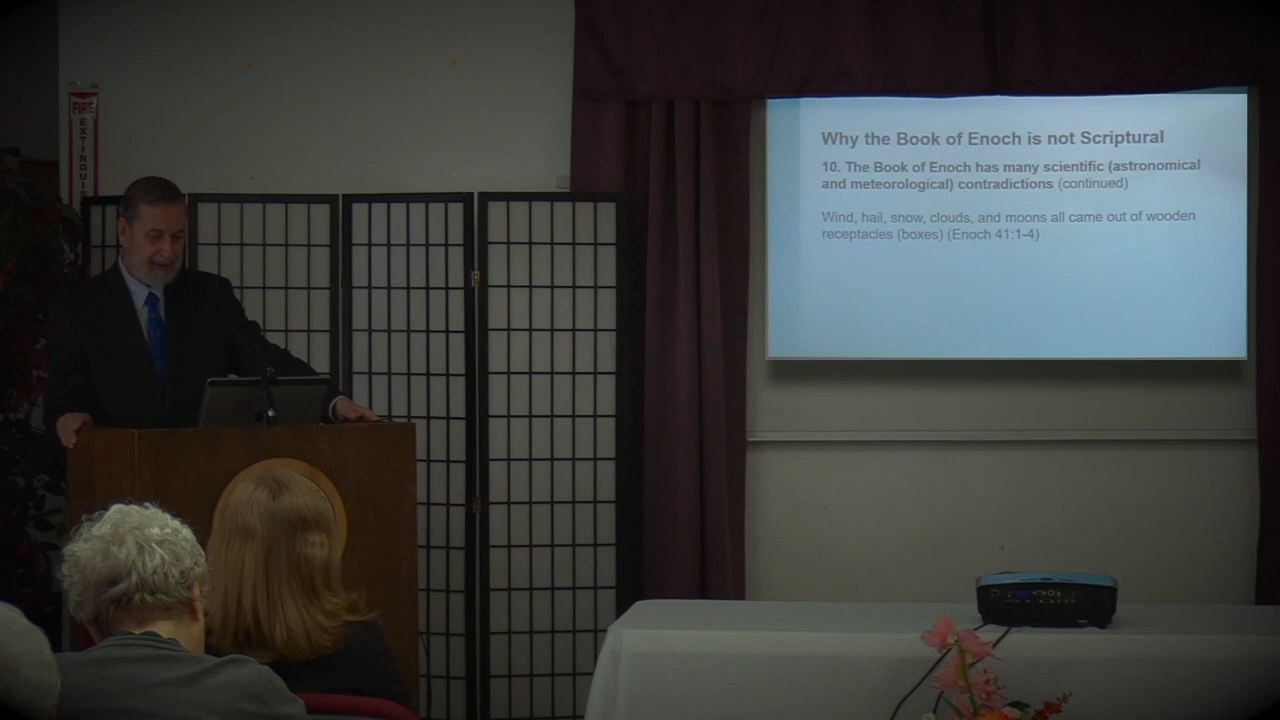 FIRE
EXTINGUIS
Why the Book of Enoch is not Scriptural
10. The Book of Enoch has many scientific (astronomical
and meteorological) contradictions (continued)
Wind, hail, snow, clouds, and moons all came out of wooden
receptacles (boxes) (Enoch 41:1-4)